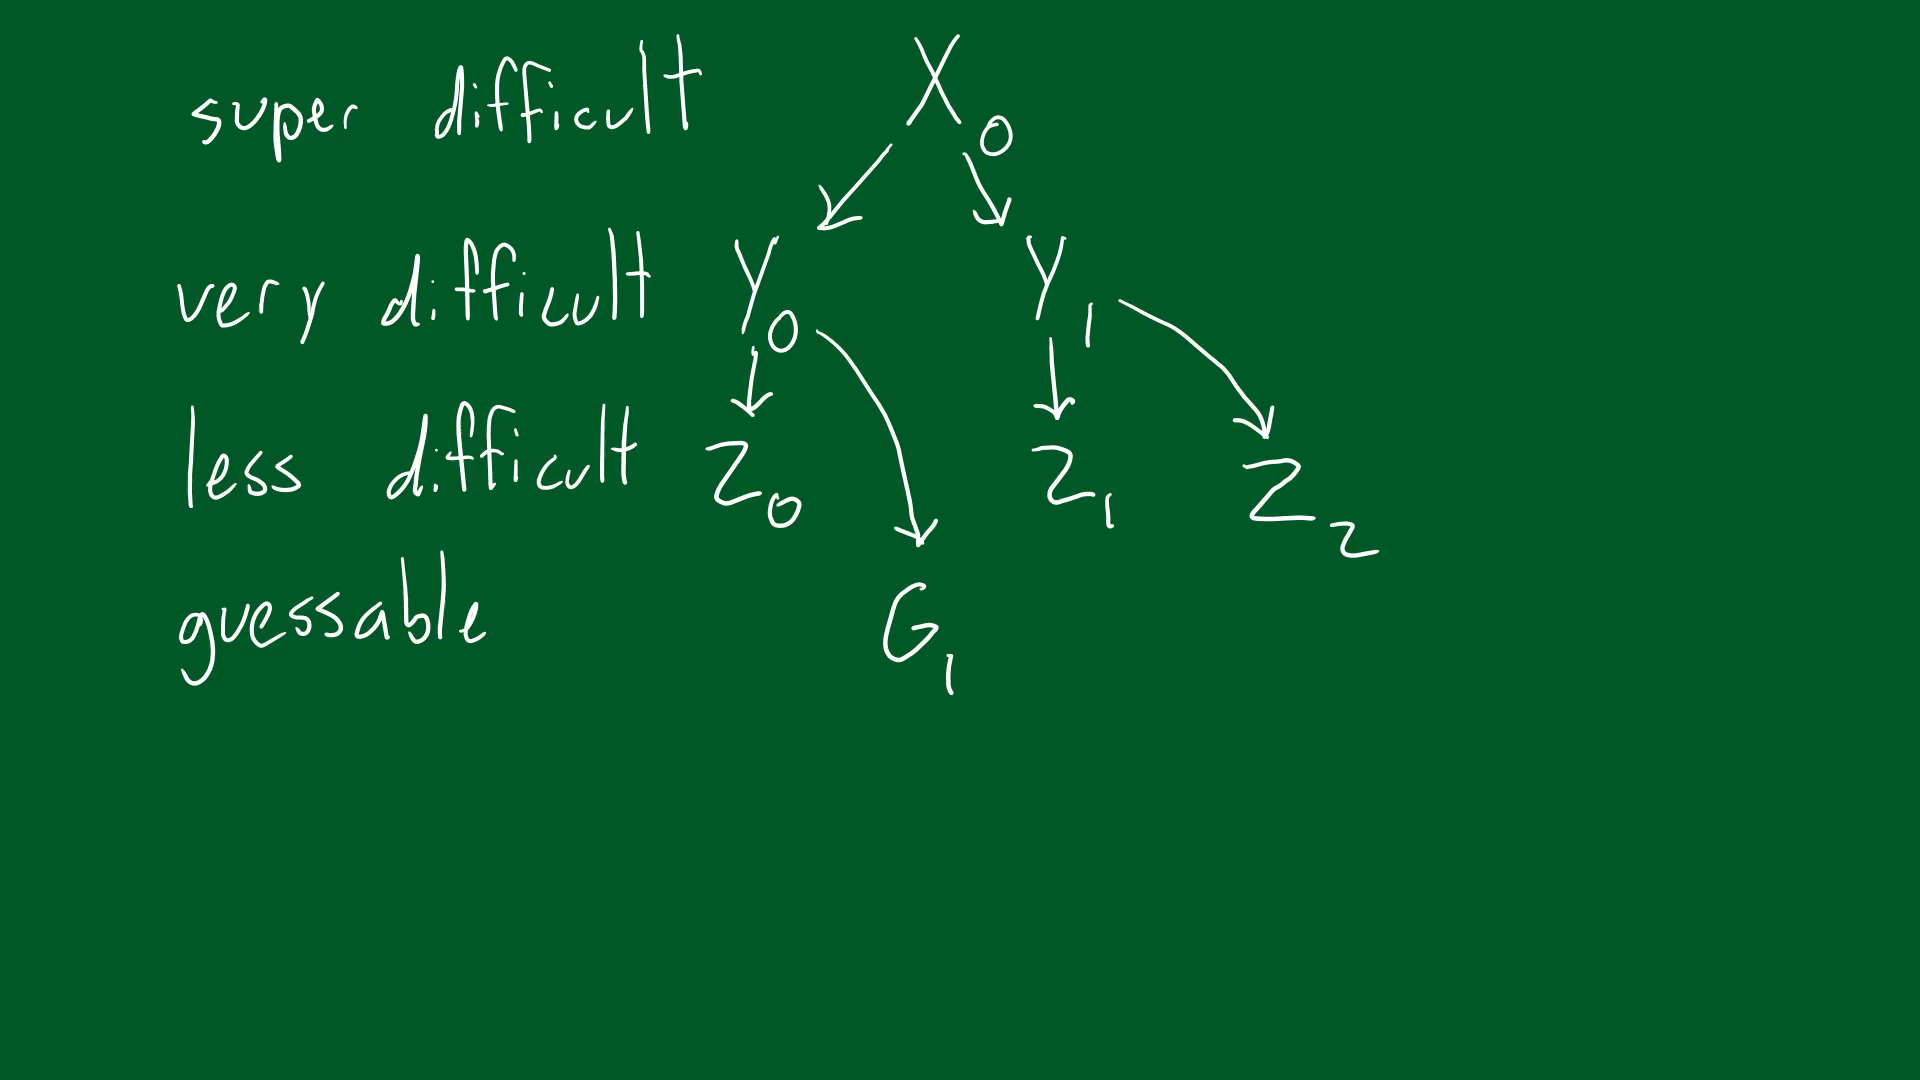 super difficult X₀
very difficult Y₀ Y₁
less difficult Z₀ Z₁ Z₂
guessable G₁